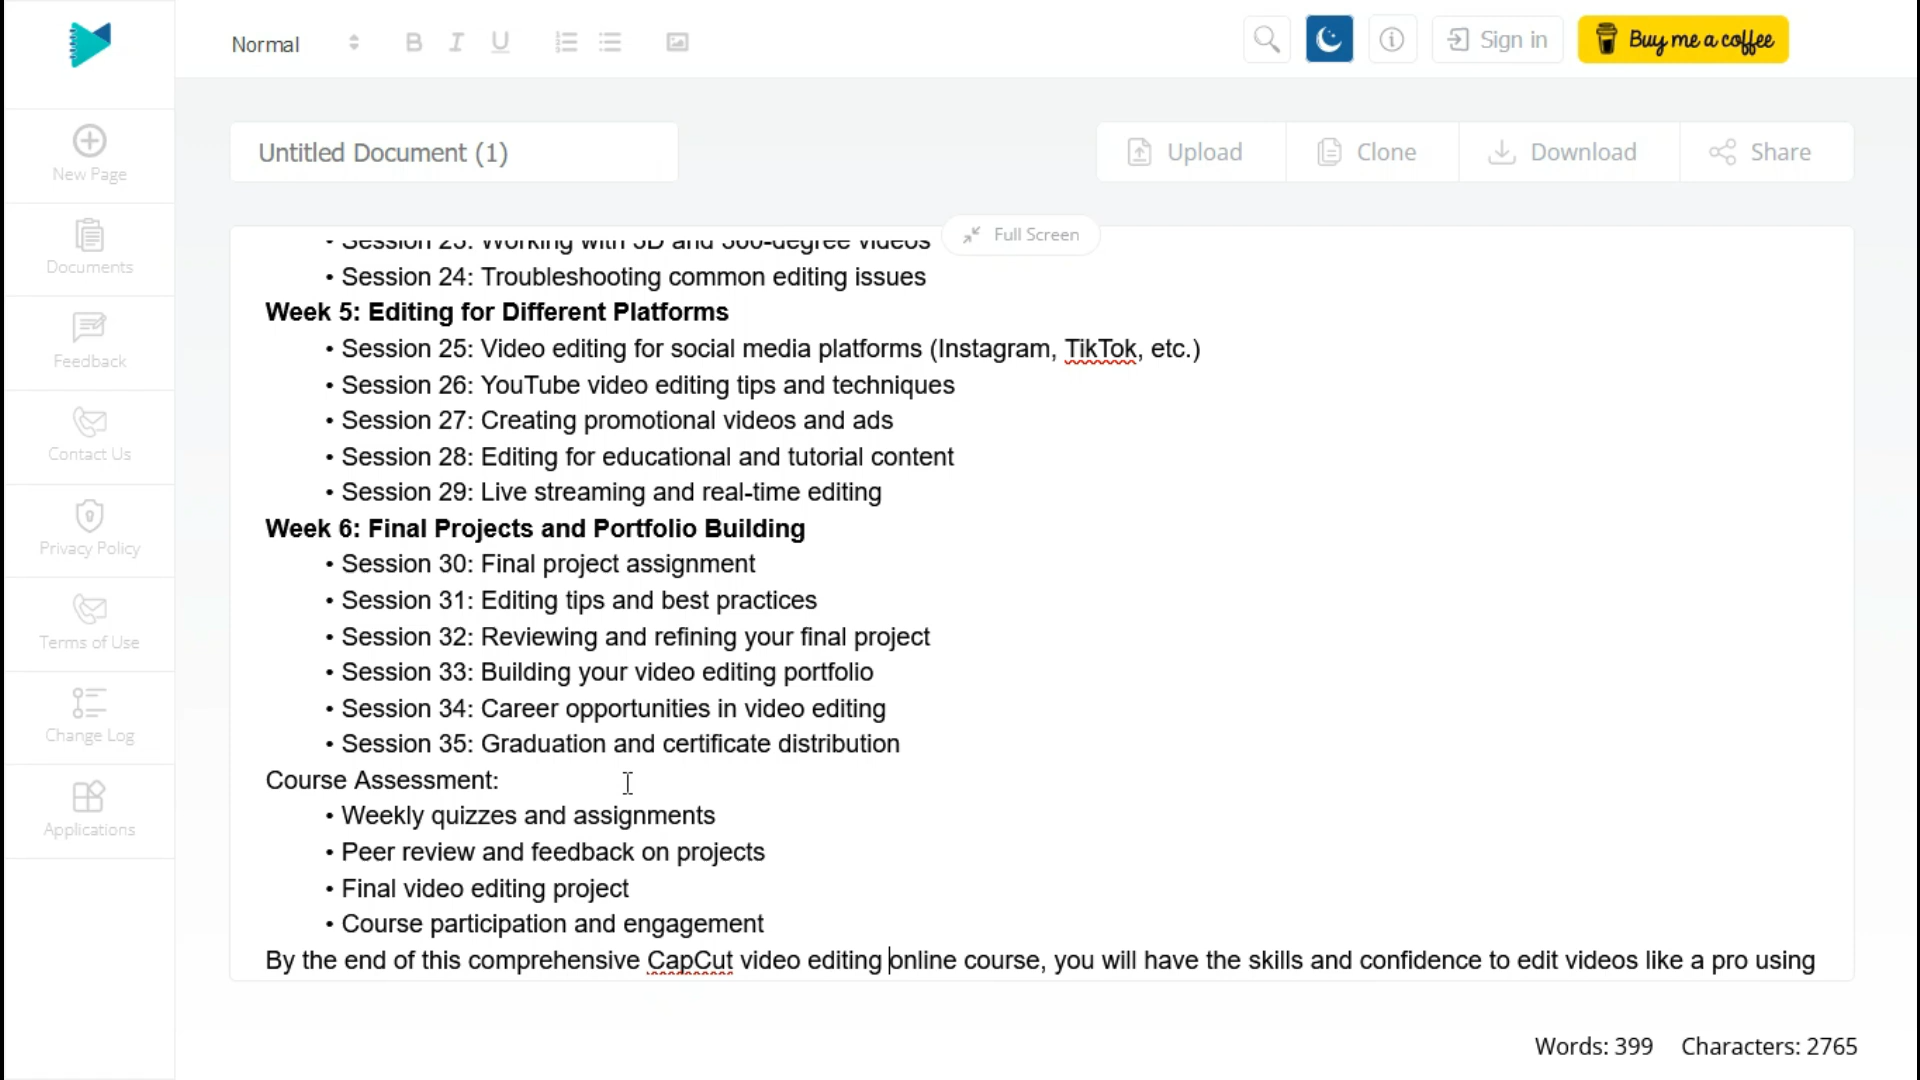 Normal
B I U
Sign in
Buy me a coffee
New Page
Documents
Feedback
Contact Us
Privacy Policy
Terms of Use
Change Log
Applications
Untitled Document (1)
Upload
Clone
Download
Share
Full Screen
• Session 23: Working with 3D and 360-degree videos
• Session 24: Troubleshooting common editing issues
Week 5: Editing for Different Platforms
• Session 25: Video editing for social media platforms (Instagram, TikTok, etc.)
• Session 26: YouTube video editing tips and techniques
• Session 27: Creating promotional videos and ads
• Session 28: Editing for educational and tutorial content
• Session 29: Live streaming and real-time editing
Week 6: Final Projects and Portfolio Building
• Session 30: Final project assignment
• Session 31: Editing tips and best practices
• Session 32: Reviewing and refining your final project
• Session 33: Building your video editing portfolio
• Session 34: Career opportunities in video editing
• Session 35: Graduation and certificate distribution
Course Assessment:
• Weekly quizzes and assignments
• Peer review and feedback on projects
• Final video editing project
• Course participation and engagement
By the end of this comprehensive CapCut video editing online course, you will have the skills and confidence to edit videos like a pro using
Words: 399 Characters: 2765